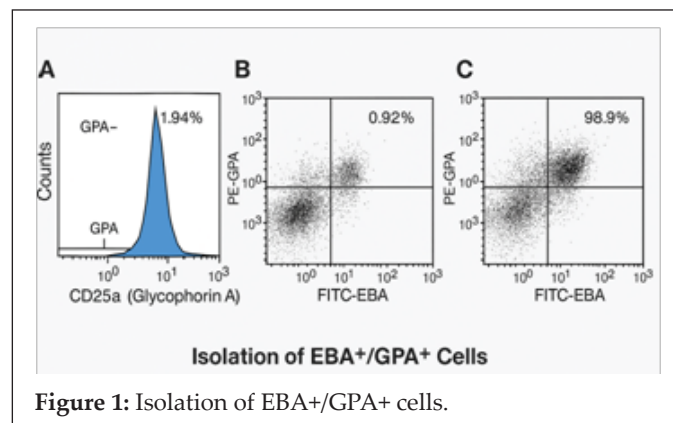 A
GPA–
1.94%
GPA
Counts
10⁰ 10¹ 10³
CD25a (Glycophorin A)
B
0.92%
10³
10²
10⁰
10³
PE-GPA
10⁰ 10¹ 10² 10³
FITC-EBA
C
98.9%
10³
10²
10⁰
10³
PE-GPA
10⁰ 10¹ 10² 10³
FITC-EBA
Isolation of EBA⁺/GPA⁺ Cells
Figure 1: Isolation of EBA+/GPA+ cells.